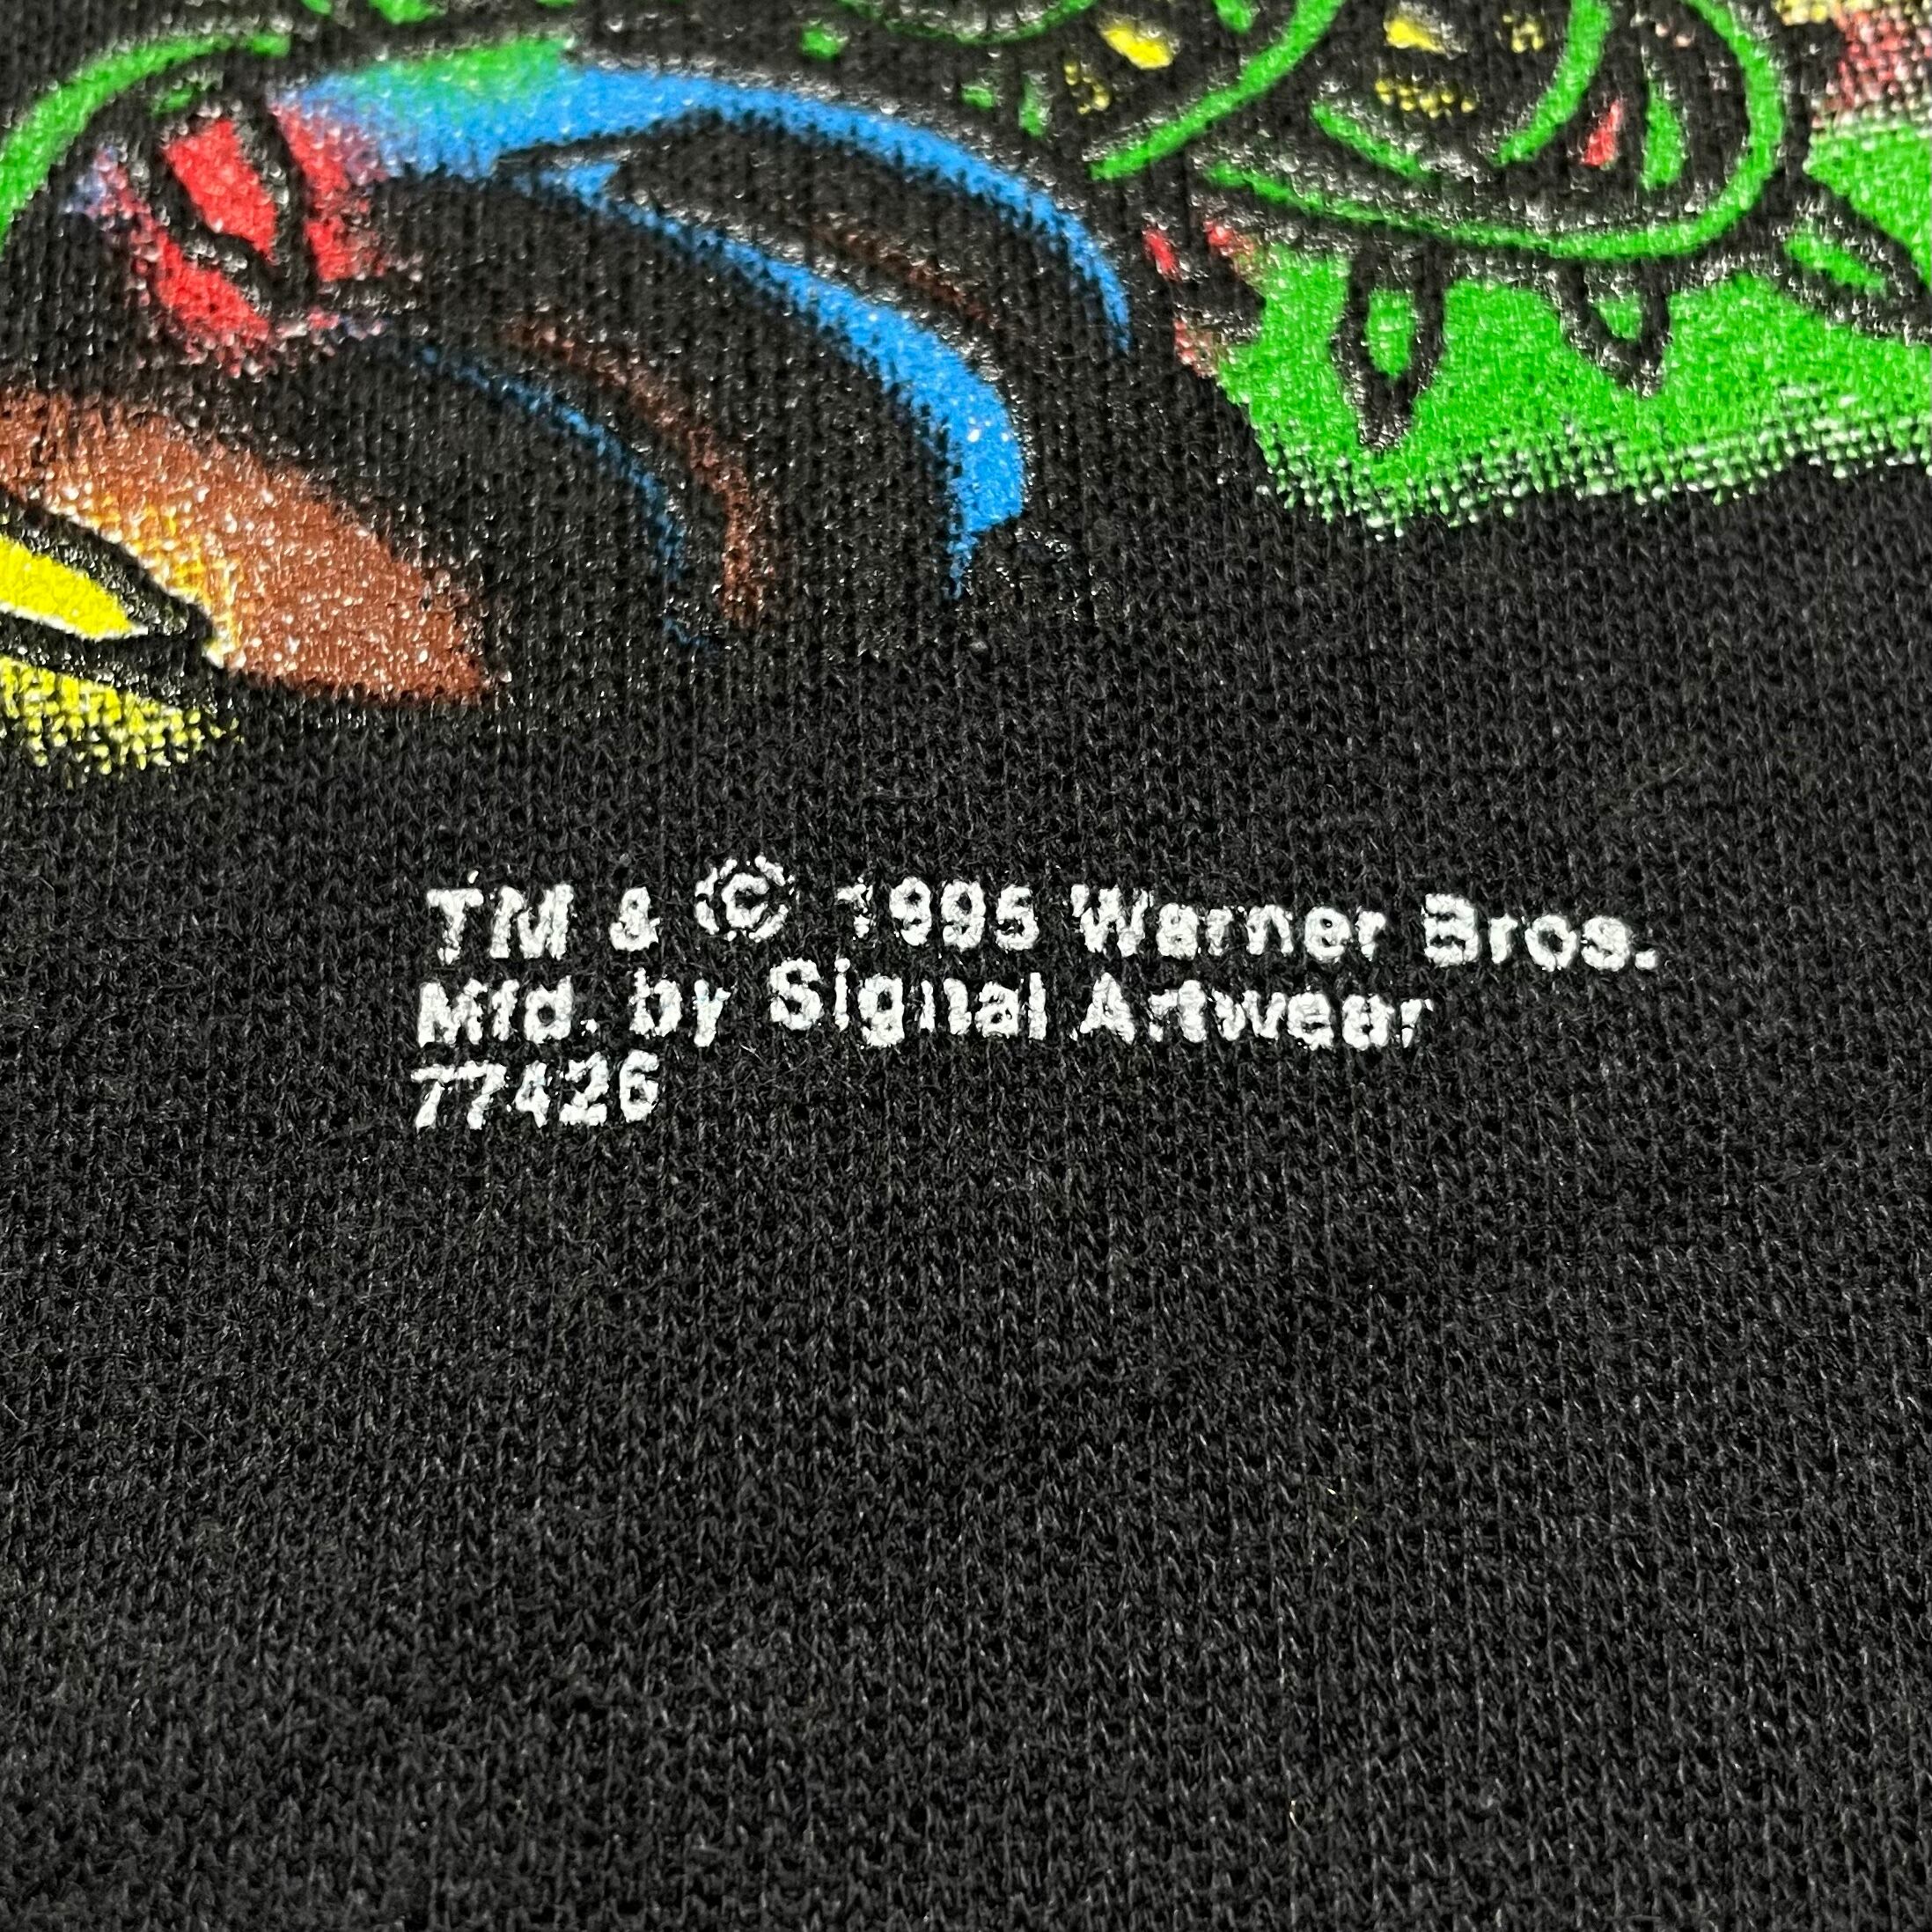 TM & © 1995 Warner Bros.
Mfd. by Signal Artwear
77426